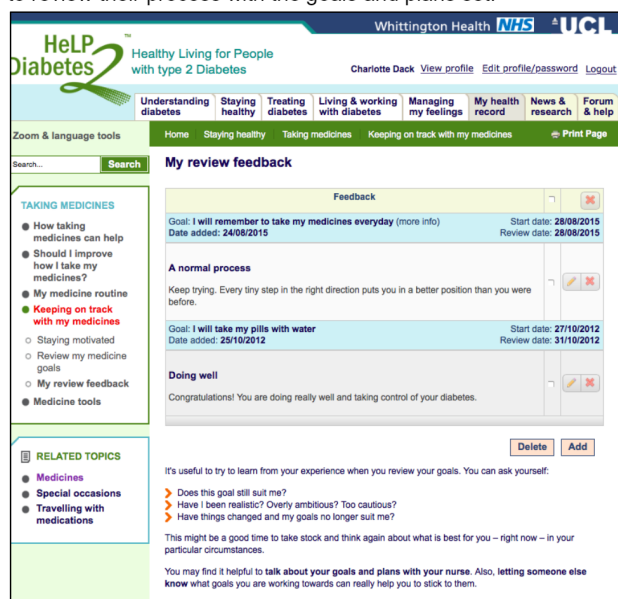 to review their process with the goals and plans set.
Whittington Health NHS UCL
HeLP
Diabetes 2 ™
Healthy Living for People
with type 2 Diabetes
Charlotte Dack View profile Edit profile/password Logout
Understanding diabetes
Staying healthy
Treating diabetes
Living & working with diabetes
Managing my feelings
My health record
News & research
Forum & help
Zoom & language tools
Home Staying healthy Taking medicines Keeping on track with my medicines Print Page
Search... Search
My review feedback
TAKING MEDICINES
How taking
medicines can help
Should I improve
how I take my
medicines?
My medicine routine
Keeping on track
with my medicines
Staying motivated
Review my medicine
goals
My review feedback
Medicine tools
RELATED TOPICS
Medicines
Special occasions
Travelling with
medications
Feedback
Goal: I will remember to take my medicines everyday (more info) Start date: 28/08/2015
Date added: 24/08/2015 Review date: 28/08/2015
A normal process
Keep trying. Every tiny step in the right direction puts you in a better position than you were
before.
Goal: I will take my pills with water Start date: 27/10/2012
Date added: 25/10/2012 Review date: 31/10/2012
Doing well
Congratulations! You are doing really well and taking control of your diabetes.
Delete Add
It's useful to try to learn from your experience when you review your goals. You can ask yourself:
Does this goal still suit me?
Have I been realistic? Overly ambitious? Too cautious?
Have things changed and my goals no longer suit me?
This might be a good time to take stock and think again about what is best for you – right now – in your
particular circumstances.
You may find it helpful to talk about your goals and plans with your nurse. Also, letting someone else
know what goals you are working towards can really help you to stick to them.